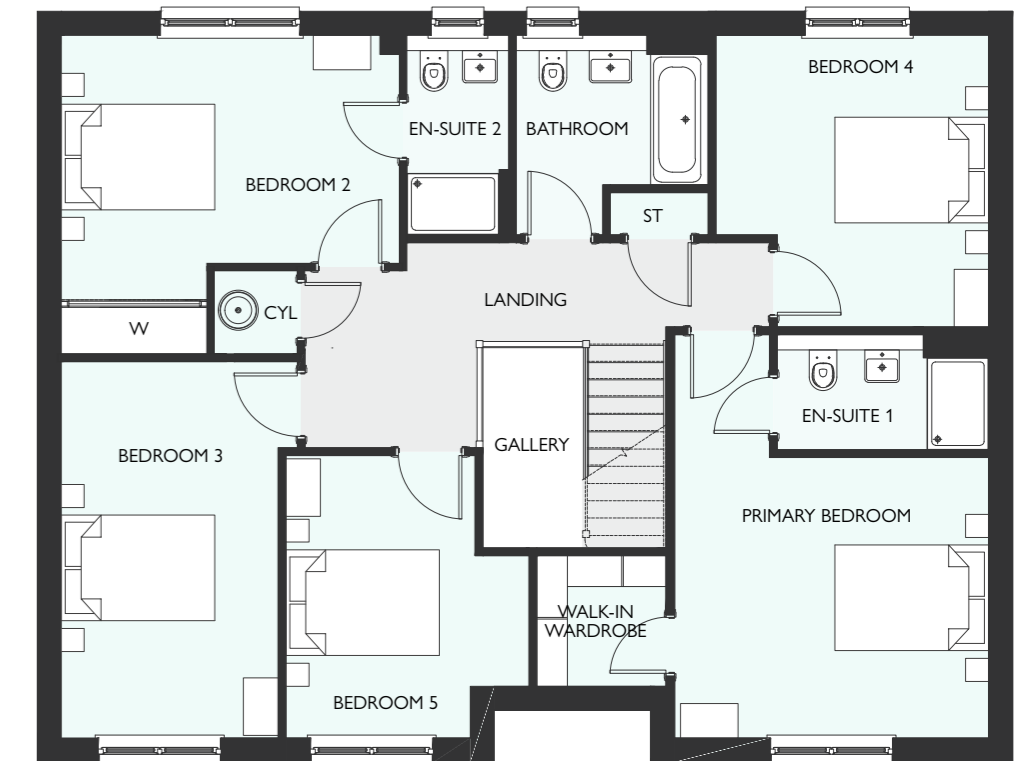 BEDROOM 4
EN-SUITE 2
BATHROOM
BEDROOM 2
ST
LANDING
CYL
W
EN-SUITE 1
GALLERY
BEDROOM 3
PRIMARY BEDROOM
WALK-IN
WARDROBE
BEDROOM 5